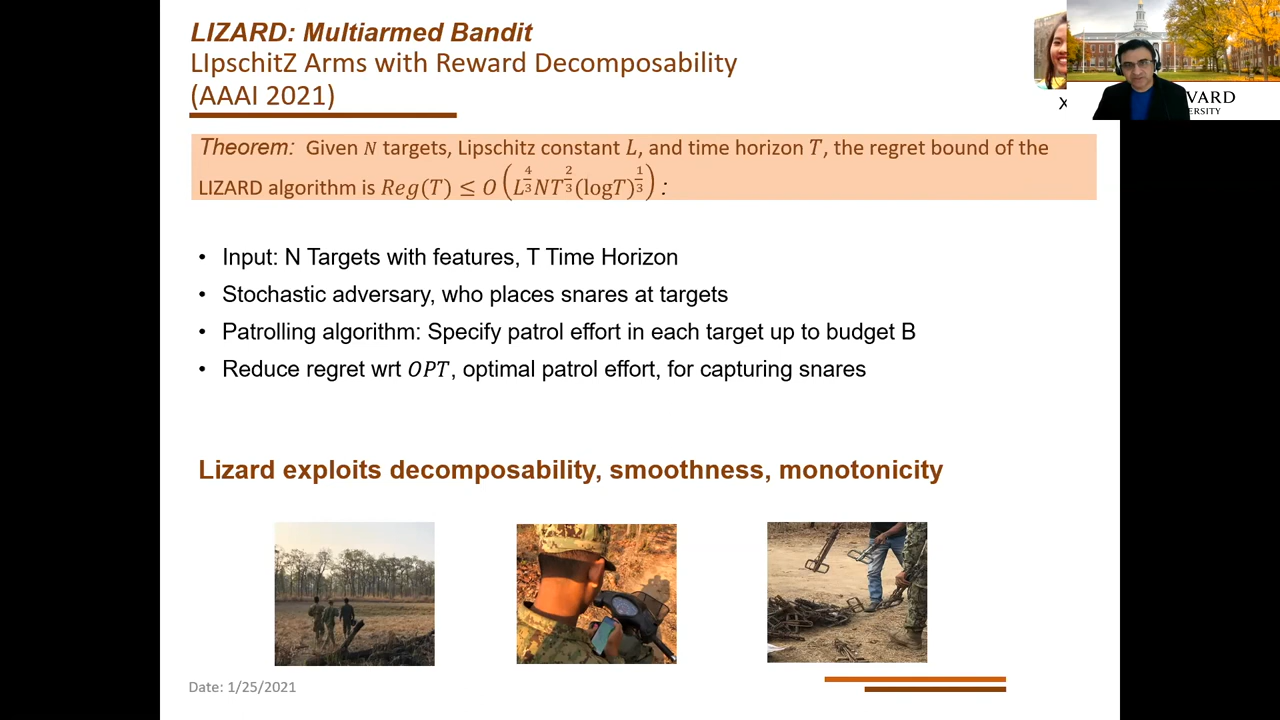 LIZARD: Multiarmed Bandit
LIpschitZ Arms with Reward Decomposability
(AAAI 2021)
X
VARD
ERSITY
Theorem: Given N targets, Lipschitz constant L, and time horizon T, the regret bound of the
LIZARD algorithm is Reg(T) ≤ O(L^{4/3}NT^{2/3}(logT)^{1/3}) :
• Input: N Targets with features, T Time Horizon
• Stochastic adversary, who places snares at targets
• Patrolling algorithm: Specify patrol effort in each target up to budget B
• Reduce regret wrt OPT, optimal patrol effort, for capturing snares
Lizard exploits decomposability, smoothness, monotonicity
Date: 1/25/2021